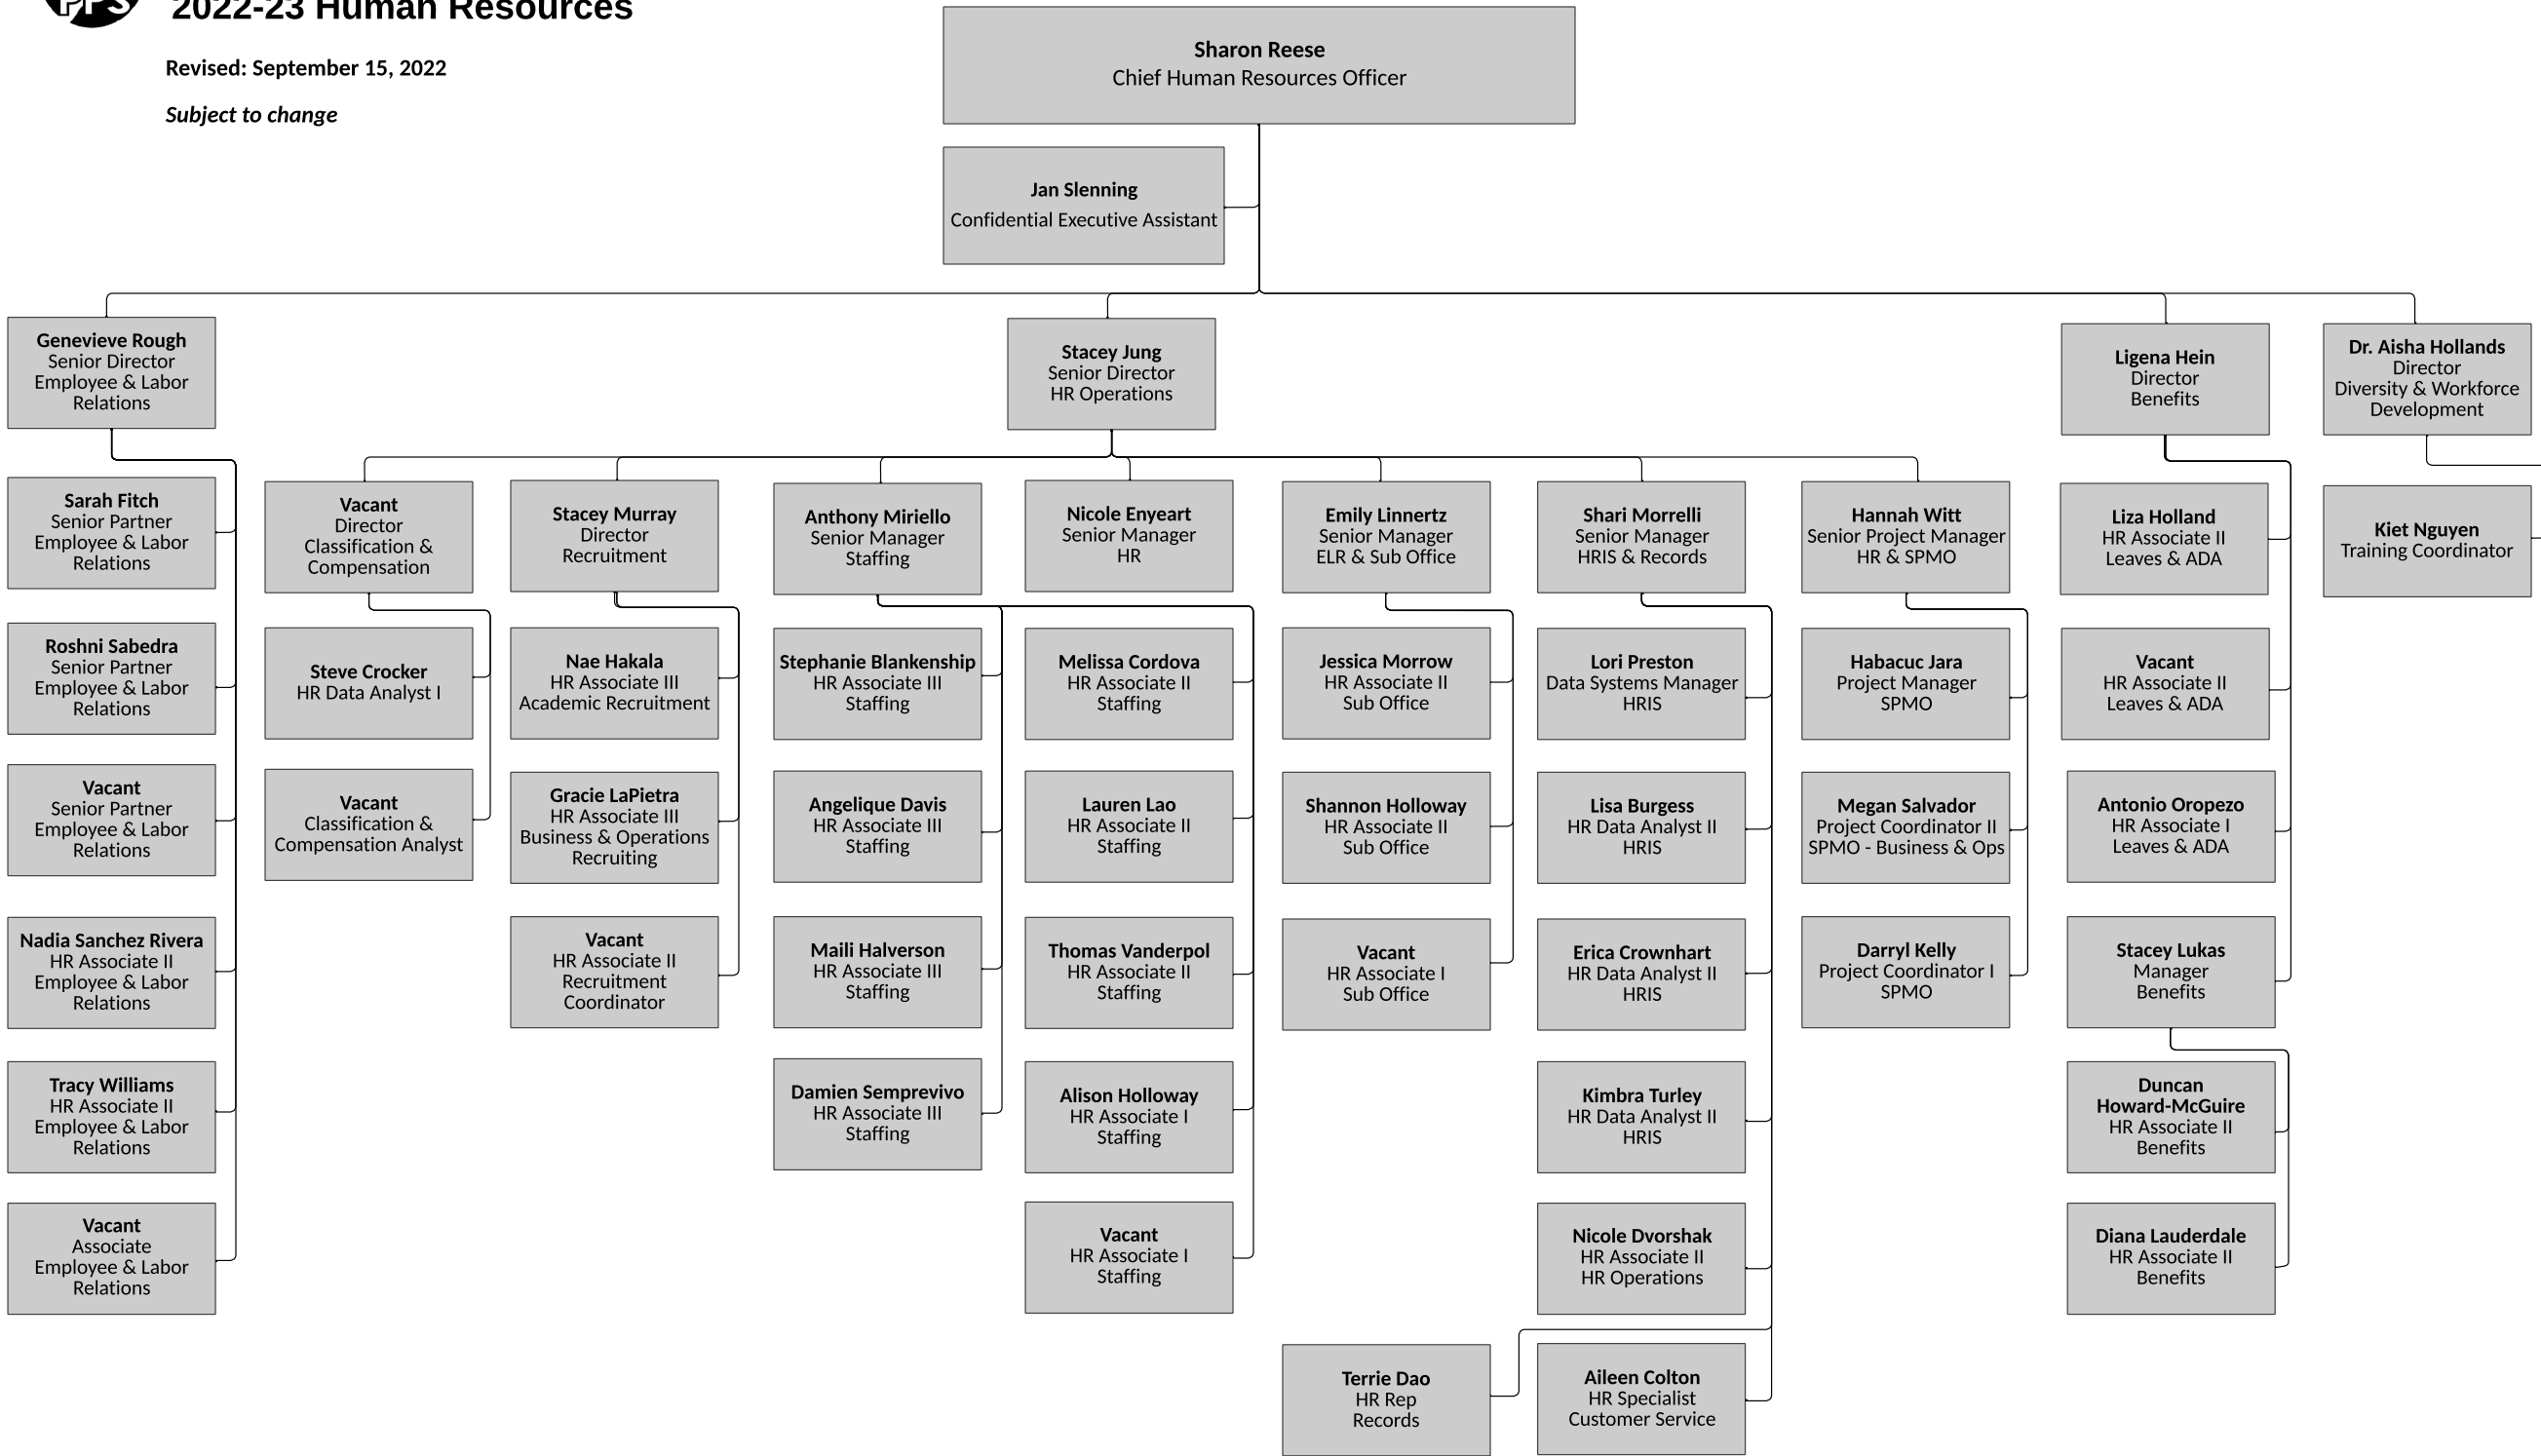 PPS
2022-23 Human Resources
Revised: September 15, 2022
Subject to change
Sharon Reese
Chief Human Resources Officer
Jan Slenning
Confidential Executive Assistant
Genevieve Rough
Senior Director
Employee & Labor
Relations
Stacey Jung
Senior Director
HR Operations
Ligena Hein
Director
Benefits
Dr. Aisha Hollands
Director
Diversity & Workforce
Development
Sarah Fitch
Senior Partner
Employee & Labor
Relations
Vacant
Director
Classification &
Compensation
Stacey Murray
Director
Recruitment
Anthony Miriello
Senior Manager
Staffing
Nicole Enyeart
Senior Manager
HR
Emily Linnertz
Senior Manager
ELR & Sub Office
Shari Morrelli
Senior Manager
HRIS & Records
Hannah Witt
Senior Project Manager
HR & SPMO
Liza Holland
HR Associate II
Leaves & ADA
Kiet Nguyen
Training Coordinator
Roshni Sabedra
Senior Partner
Employee & Labor
Relations
Steve Crocker
HR Data Analyst I
Nae Hakala
HR Associate III
Academic Recruitment
Stephanie Blankenship
HR Associate III
Staffing
Melissa Cordova
HR Associate II
Staffing
Jessica Morrow
HR Associate II
Sub Office
Lori Preston
Data Systems Manager
HRIS
Habacuc Jara
Project Manager
SPMO
Vacant
HR Associate II
Leaves & ADA
Vacant
Senior Partner
Employee & Labor
Relations
Vacant
Classification &
Compensation Analyst
Gracie LaPietra
HR Associate III
Business & Operations
Recruiting
Angelique Davis
HR Associate III
Staffing
Lauren Lao
HR Associate II
Staffing
Shannon Holloway
HR Associate II
Sub Office
Lisa Burgess
HR Data Analyst II
HRIS
Megan Salvador
Project Coordinator II
SPMO - Business & Ops
Antonio Oropezo
HR Associate I
Leaves & ADA
Nadia Sanchez Rivera
HR Associate II
Employee & Labor
Relations
Vacant
HR Associate II
Recruitment
Coordinator
Maili Halverson
HR Associate III
Staffing
Thomas Vanderpol
HR Associate II
Staffing
Vacant
HR Associate I
Sub Office
Erica Crownhart
HR Data Analyst II
HRIS
Darryl Kelly
Project Coordinator I
SPMO
Stacey Lukas
Manager
Benefits
Tracy Williams
HR Associate II
Employee & Labor
Relations
Damien Semprevivo
HR Associate III
Staffing
Alison Holloway
HR Associate I
Staffing
Kimbra Turley
HR Data Analyst II
HRIS
Duncan
Howard-McGuire
HR Associate II
Benefits
Vacant
Associate
Employee & Labor
Relations
Vacant
HR Associate I
Staffing
Nicole Dvorshak
HR Associate II
HR Operations
Diana Lauderdale
HR Associate II
Benefits
Terrie Dao
HR Rep
Records
Aileen Colton
HR Specialist
Customer Service